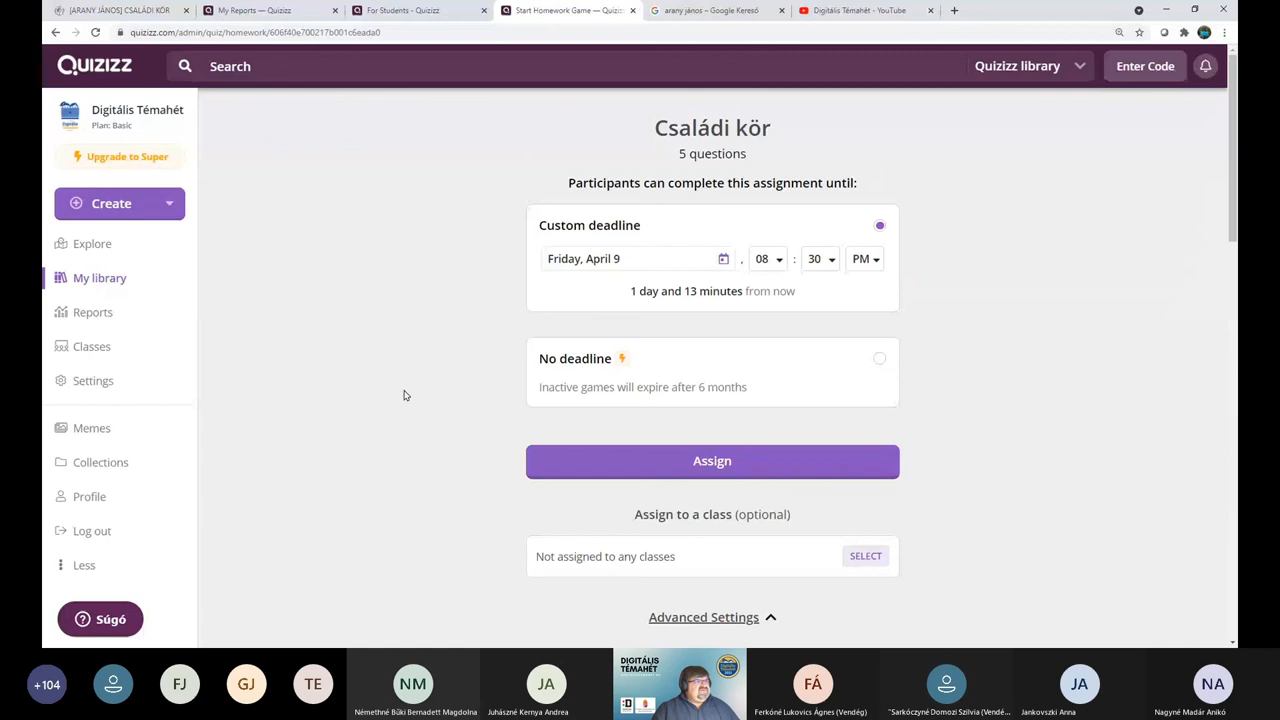 [ARANY JÁNOS] CSALÁDI KÖR
My Reports — Quizizz
For Students - Quizizz
Start Homework Game — Quizizz
arany jános – Google Kereső
Digitális Témahét - YouTube
quizizz.com/admin/quiz/homework/606f40e700217b001c6eada0
Quizizz
Search
Quizizz library
Enter Code
Digitális Témahét
Plan: Basic
Upgrade to Super
Create
Explore
My library
Reports
Classes
Settings
Memes
Collections
Profile
Log out
Less
Súgó
Családi kör
5 questions
Participants can complete this assignment until:
Custom deadline
Friday, April 9 , 08 : 30 PM
1 day and 13 minutes from now
No deadline
Inactive games will expire after 6 months
Assign
Assign to a class (optional)
Not assigned to any classes SELECT
Advanced Settings
+104
FJ
GJ
TE
NM
JA
DIGITÁLIS
TÉMAHÉT
FÁ
JA
NA
Némethné Büki Bernadett Magdolna
Juhászné Kernya Andrea
Ferkóné Lukovics Ágnes (Vendég)
"Sarkóczyné Domozi Szilvia (Vendé...
Jankovszki Anna
Nagyné Madár Anikó